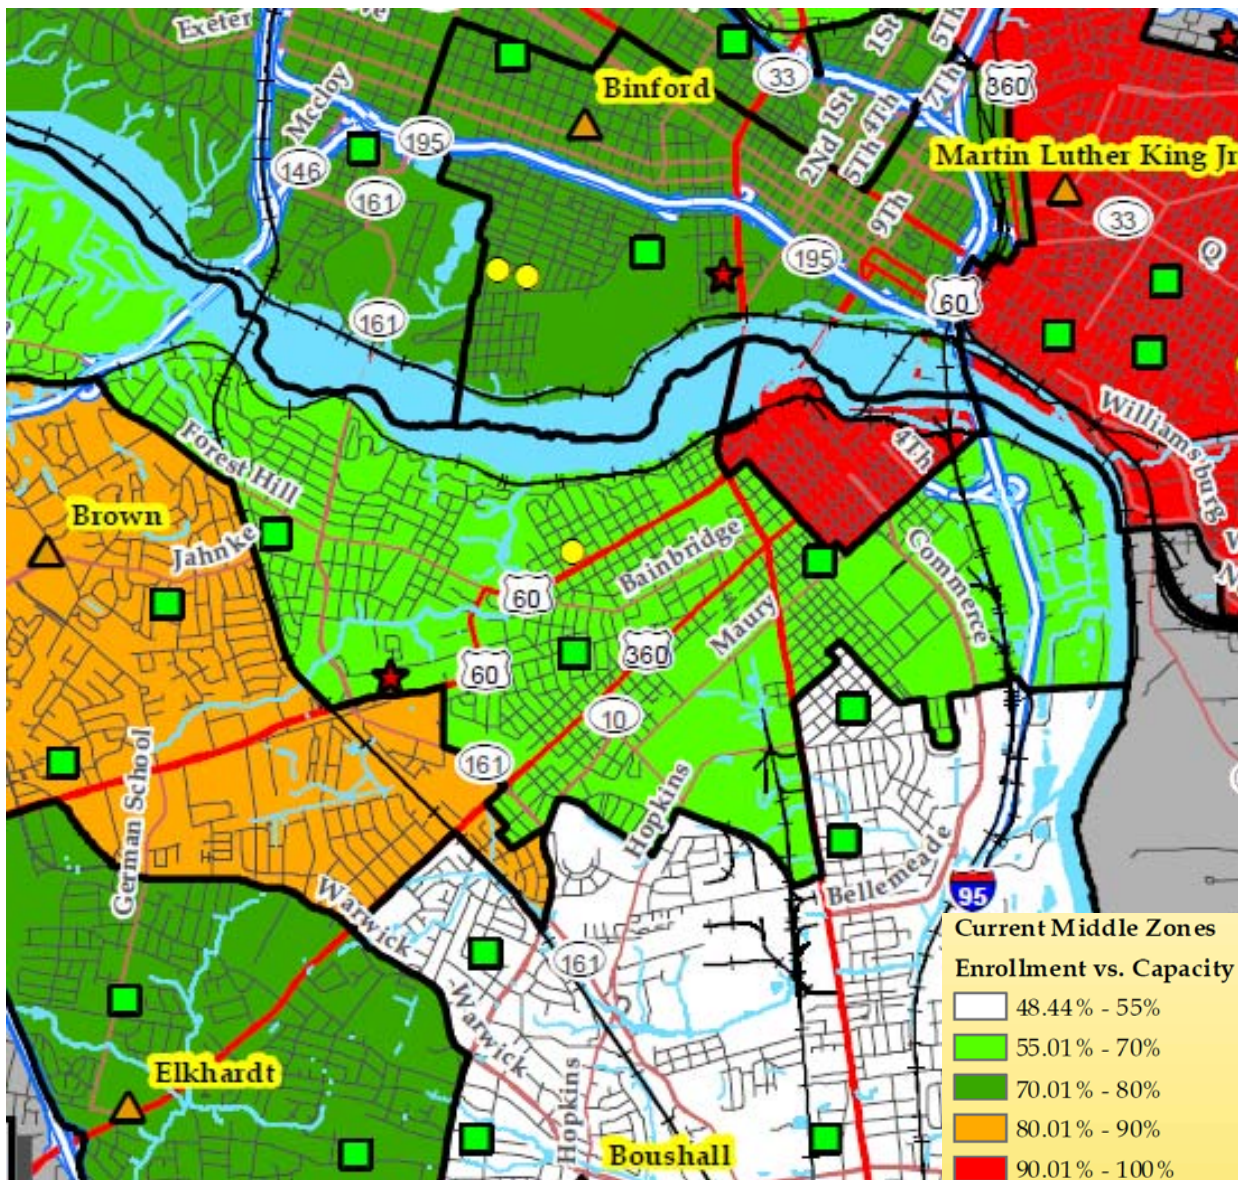 Exeter
ve
1St
5Th
33
360
Binford
7Th
Mccloy
1St
4Th
195
2Nd
5Th
Martin Luther King Jr
146
161
9Th
33
Q
195
60
161
Williamsburg
Forest Hill
4Th
Brown
Jahnke
Bainbridge
Commerce
W
N
60
Maury
360
60
10
161
German School
Hopkins
Bellemeade
Warwick
95
161
Warwick
Hopkins
Elkhardt
Boushall
Current Middle Zones
Enrollment vs. Capacity
48.44% - 55%
55.01% - 70%
70.01% - 80%
80.01% - 90%
90.01% - 100%